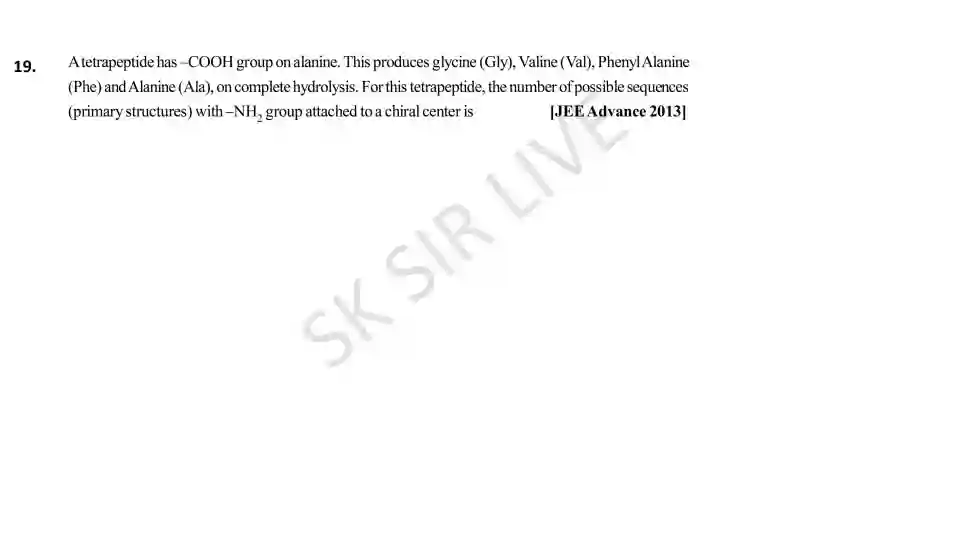 19. A tetrapeptide has –COOH group on alanine. This produces glycine (Gly), Valine (Val), Phenyl Alanine
(Phe) and Alanine (Ala), on complete hydrolysis. For this tetrapeptide, the number of possible sequences
(primary structures) with –NH₂ group attached to a chiral center is [JEE Advance 2013]
SK SIR LIVE